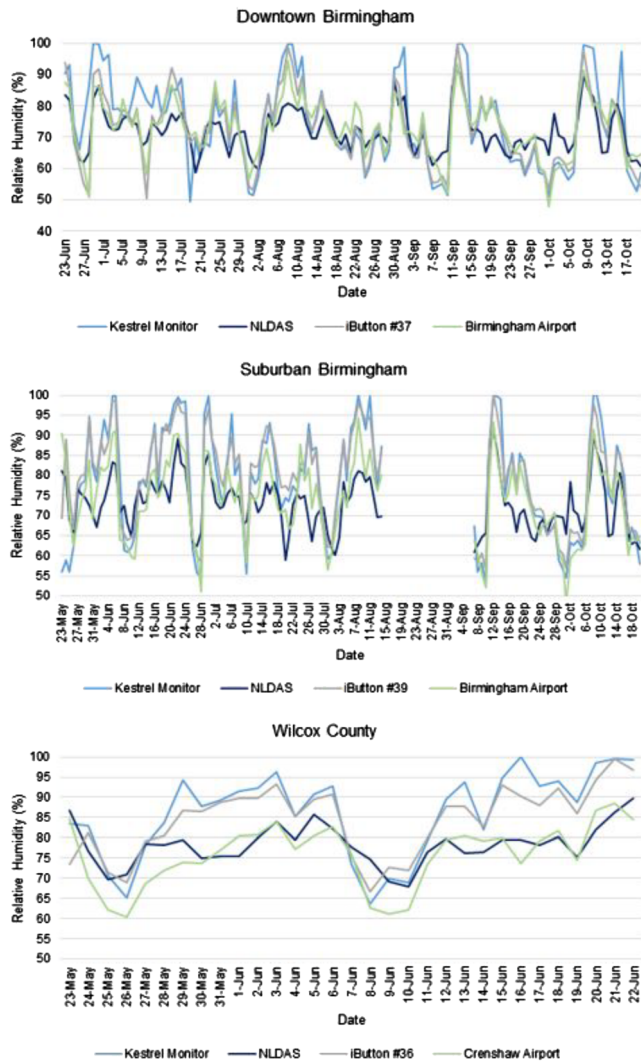 Downtown Birmingham
Relative Humidity (%)
100
90
80
70
60
50
40
23-Jun
27-Jun
1-Jul
5-Jul
9-Jul
13-Jul
17-Jul
21-Jul
25-Jul
29-Jul
2-Aug
6-Aug
10-Aug
14-Aug
18-Aug
22-Aug
26-Aug
30-Aug
3-Sep
7-Sep
11-Sep
15-Sep
19-Sep
23-Sep
27-Sep
1-Oct
5-Oct
9-Oct
13-Oct
17-Oct
Date
Kestrel Monitor NLDAS iButton #37 Birmingham Airport
Suburban Birmingham
Relative Humidity (%)
100
95
90
85
80
75
70
65
60
55
50
23-May
27-May
31-May
4-Jun
8-Jun
12-Jun
16-Jun
20-Jun
24-Jun
28-Jun
2-Jul
6-Jul
10-Jul
14-Jul
18-Jul
22-Jul
26-Jul
30-Jul
3-Aug
7-Aug
11-Aug
15-Aug
19-Aug
23-Aug
27-Aug
31-Aug
4-Sep
8-Sep
12-Sep
16-Sep
20-Sep
24-Sep
28-Sep
2-Oct
6-Oct
10-Oct
14-Oct
18-Oct
Date
Kestrel Monitor NLDAS iButton #39 Birmingham Airport
Wilcox County
Relative Humidity (%)
100
95
90
85
80
75
70
65
60
55
50
23-May
24-May
25-May
26-May
27-May
28-May
29-May
30-May
31-May
1-Jun
2-Jun
3-Jun
4-Jun
5-Jun
6-Jun
7-Jun
8-Jun
9-Jun
10-Jun
11-Jun
12-Jun
13-Jun
14-Jun
15-Jun
16-Jun
17-Jun
18-Jun
19-Jun
20-Jun
21-Jun
22-Jun
Date
Kestrel Monitor NLDAS iButton #36 Crenshaw Airport